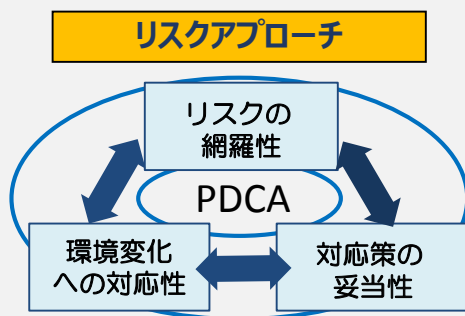 リスクアプローチ
リスクの
網羅性
PDCA
環境変化
への対応性
対応策の
妥当性